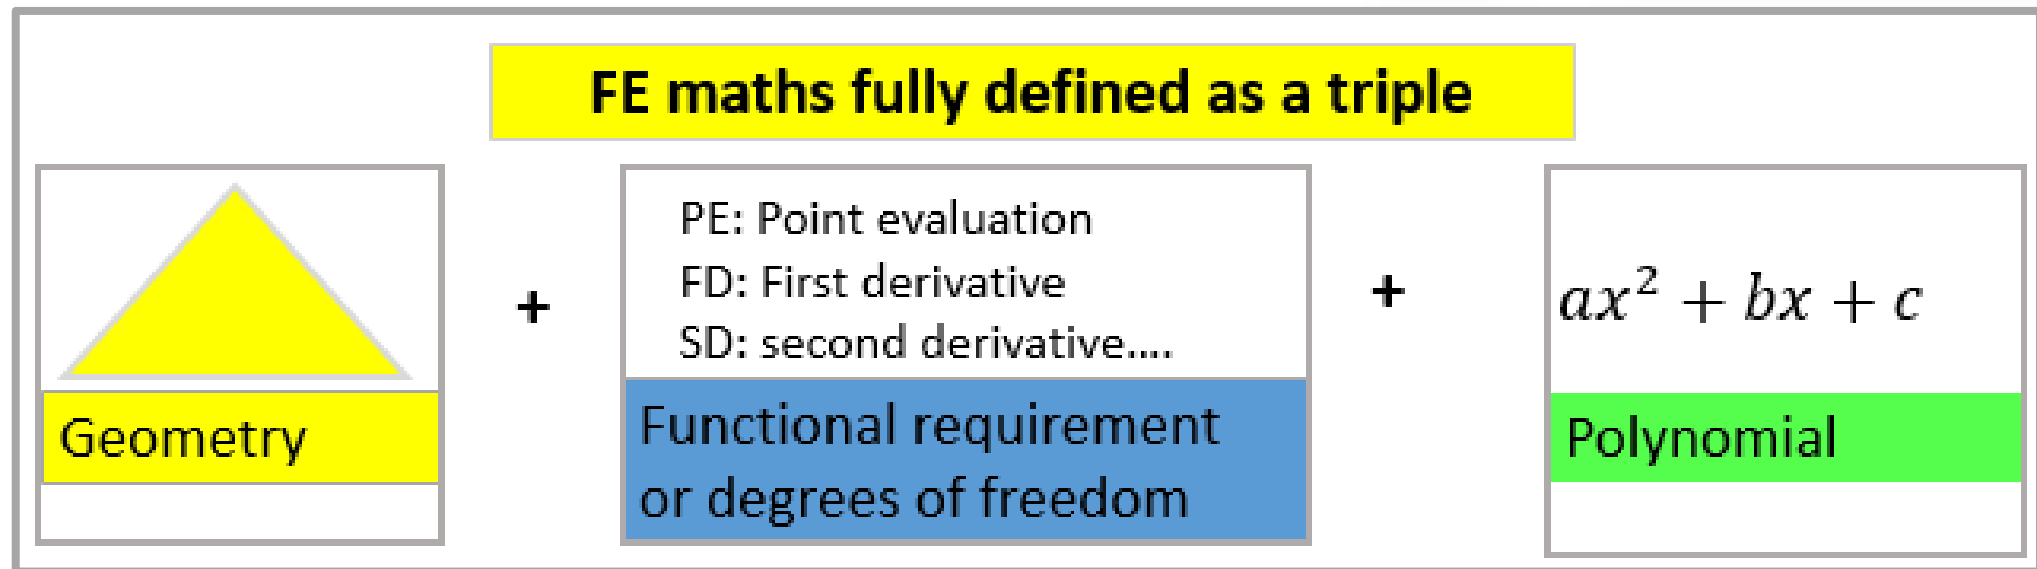 FE maths fully defined as a triple
Geometry
+
PE: Point evaluation
FD: First derivative
SD: second derivative....
Functional requirement
or degrees of freedom
+
ax² + bx + c
Polynomial